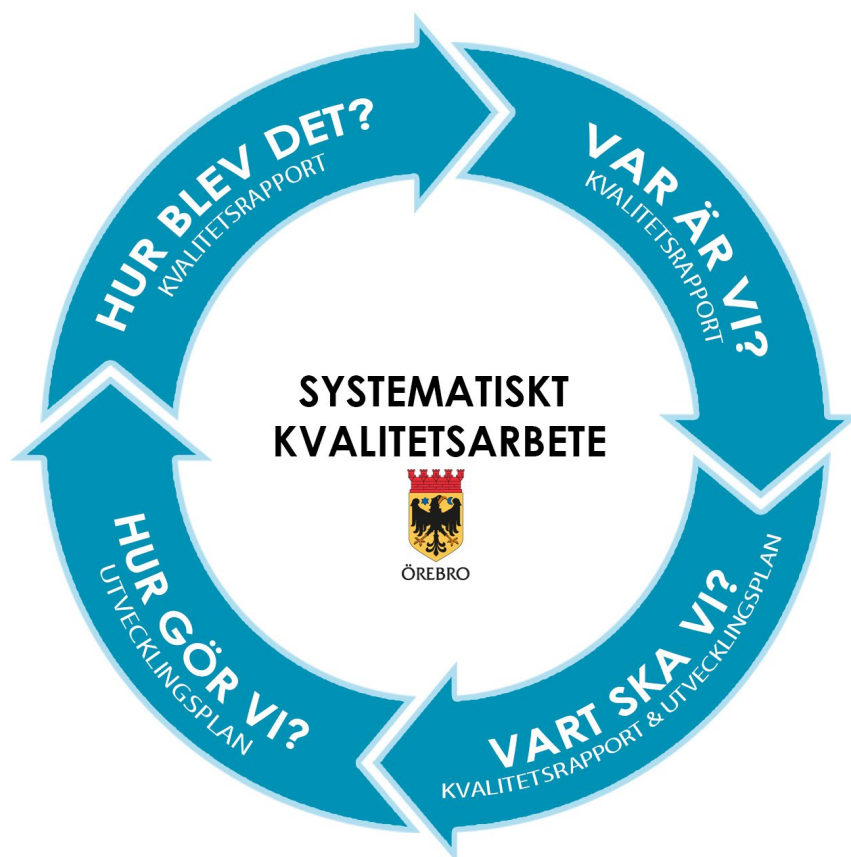 SYSTEMATISKT
KVALITETSARBETE
ÖREBRO
VAR ÄR VI?
KVALITETSRAPPORT
VART SKA VI?
KVALITETSRAPPORT & UTVECKLINGSPLAN
HUR GÖR VI?
UTVECKLINGSPLAN
HUR BLEV DET?
KVALITETSRAPPORT